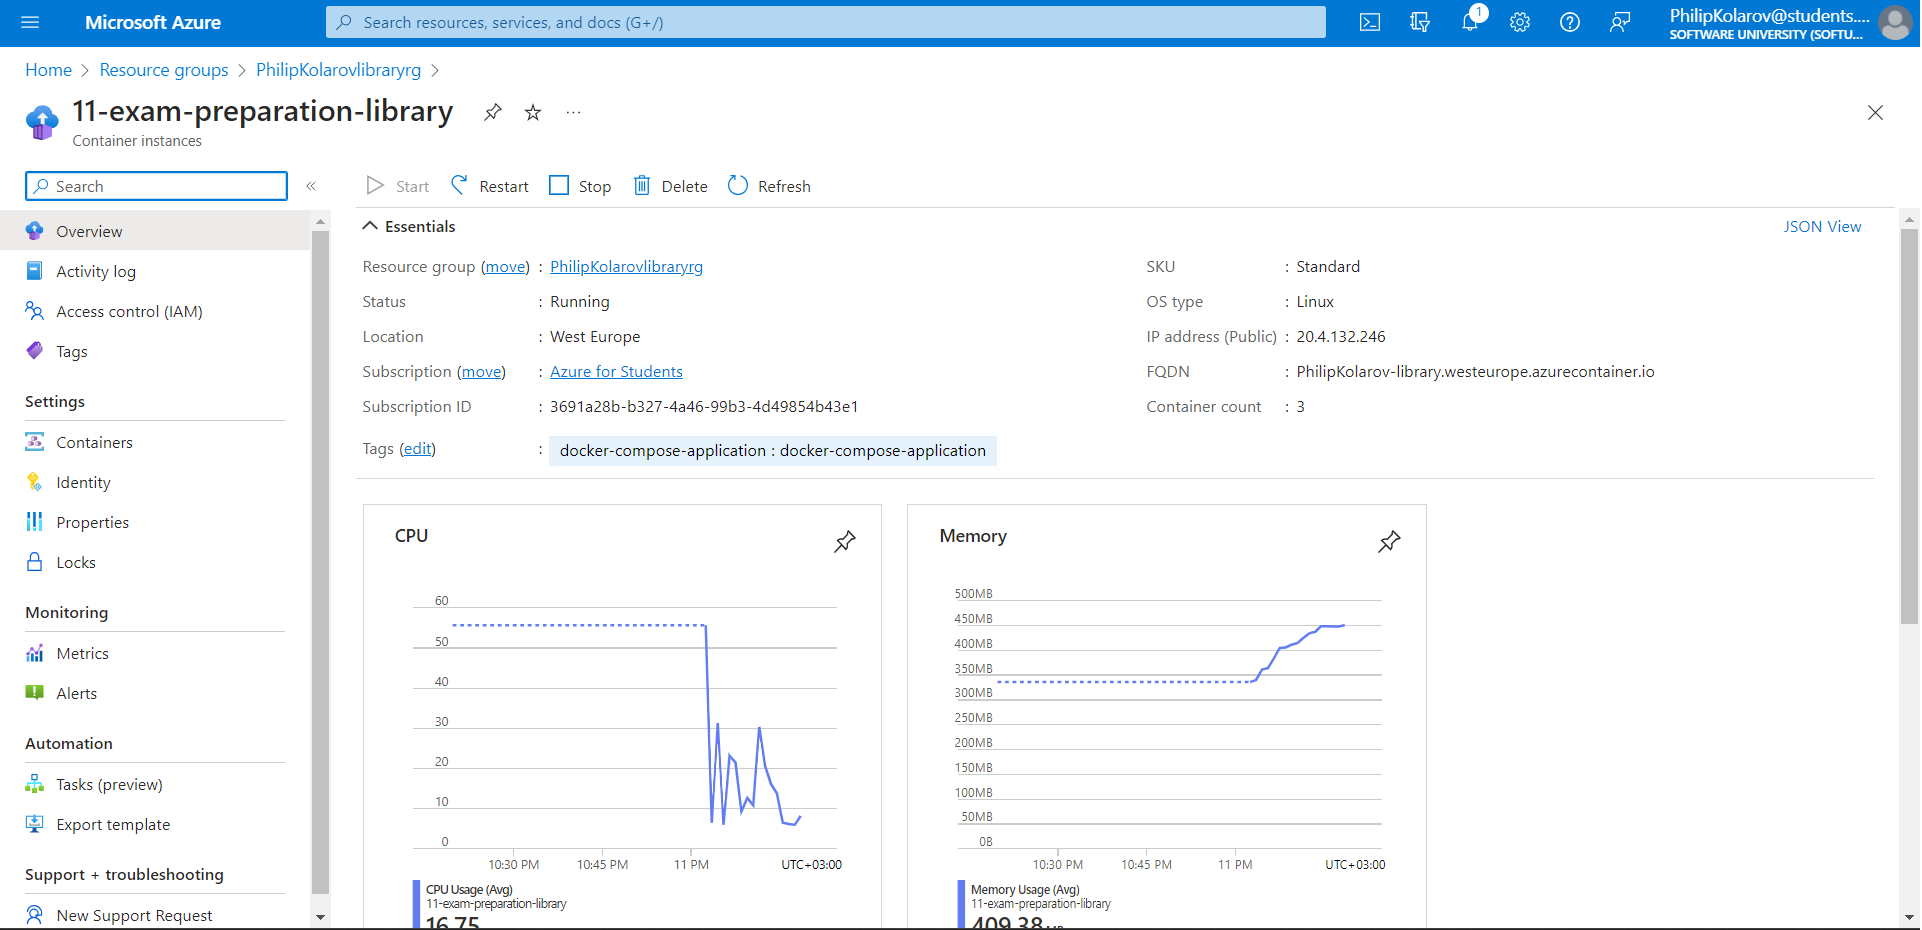 Microsoft Azure
Search resources, services, and docs (G+/)
1
PhilipKolarov@students....
SOFTWARE UNIVERSITY (SOFTU...
Home > Resource groups > PhilipKolarovlibraryrg >
11-exam-preparation-library
Container instances
Search
Start
Restart
Stop
Delete
Refresh
Overview
Activity log
Access control (IAM)
Tags
Settings
Containers
Identity
Properties
Locks
Monitoring
Metrics
Alerts
Automation
Tasks (preview)
Export template
Support + troubleshooting
New Support Request
Essentials
JSON View
Resource group (move) : PhilipKolarovlibraryrg
Status : Running
Location : West Europe
Subscription (move) : Azure for Students
Subscription ID : 3691a28b-b327-4a46-99b3-4d49854b43e1
SKU : Standard
OS type : Linux
IP address (Public) : 20.4.132.246
FQDN : PhilipKolarov-library.westeurope.azurecontainer.io
Container count : 3
Tags (edit) : docker-compose-application : docker-compose-application
CPU
60
50
40
30
20
10
0
10:30 PM
10:45 PM
11 PM
UTC+03:00
CPU Usage (Avg)
11-exam-preparation-library
16.75
Memory
500MB
450MB
400MB
350MB
300MB
250MB
200MB
150MB
100MB
50MB
0B
10:30 PM
10:45 PM
11 PM
UTC+03:00
Memory Usage (Avg)
11-exam-preparation-library
409.38 MB